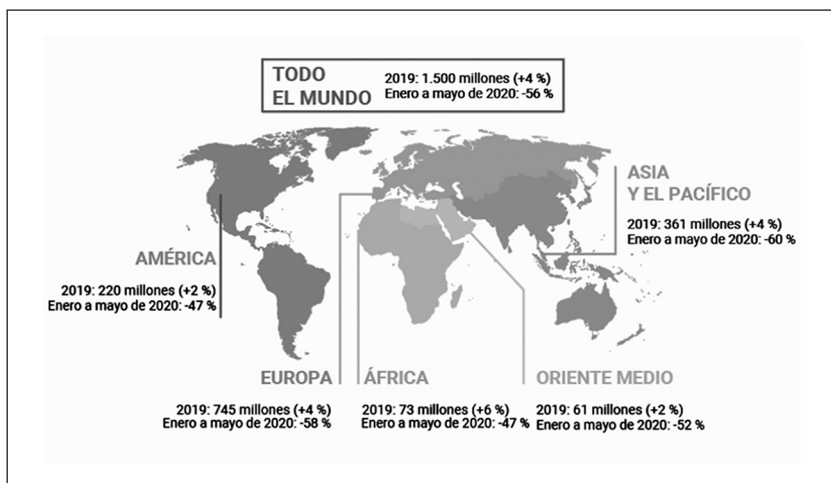 TODO
EL MUNDO
2019: 1.500 millones (+4 %)
Enero a mayo de 2020: -56 %
ASIA
Y EL PACÍFICO
2019: 361 millones (+4 %)
Enero a mayo de 2020: -60 %
AMÉRICA
2019: 220 millones (+2 %)
Enero a mayo de 2020: -47 %
EUROPA
2019: 745 millones (+4 %)
Enero a mayo de 2020: -58 %
ÁFRICA
2019: 73 millones (+6 %)
Enero a mayo de 2020: -47 %
ORIENTE MEDIO
2019: 61 millones (+2 %)
Enero a mayo de 2020: -52 %